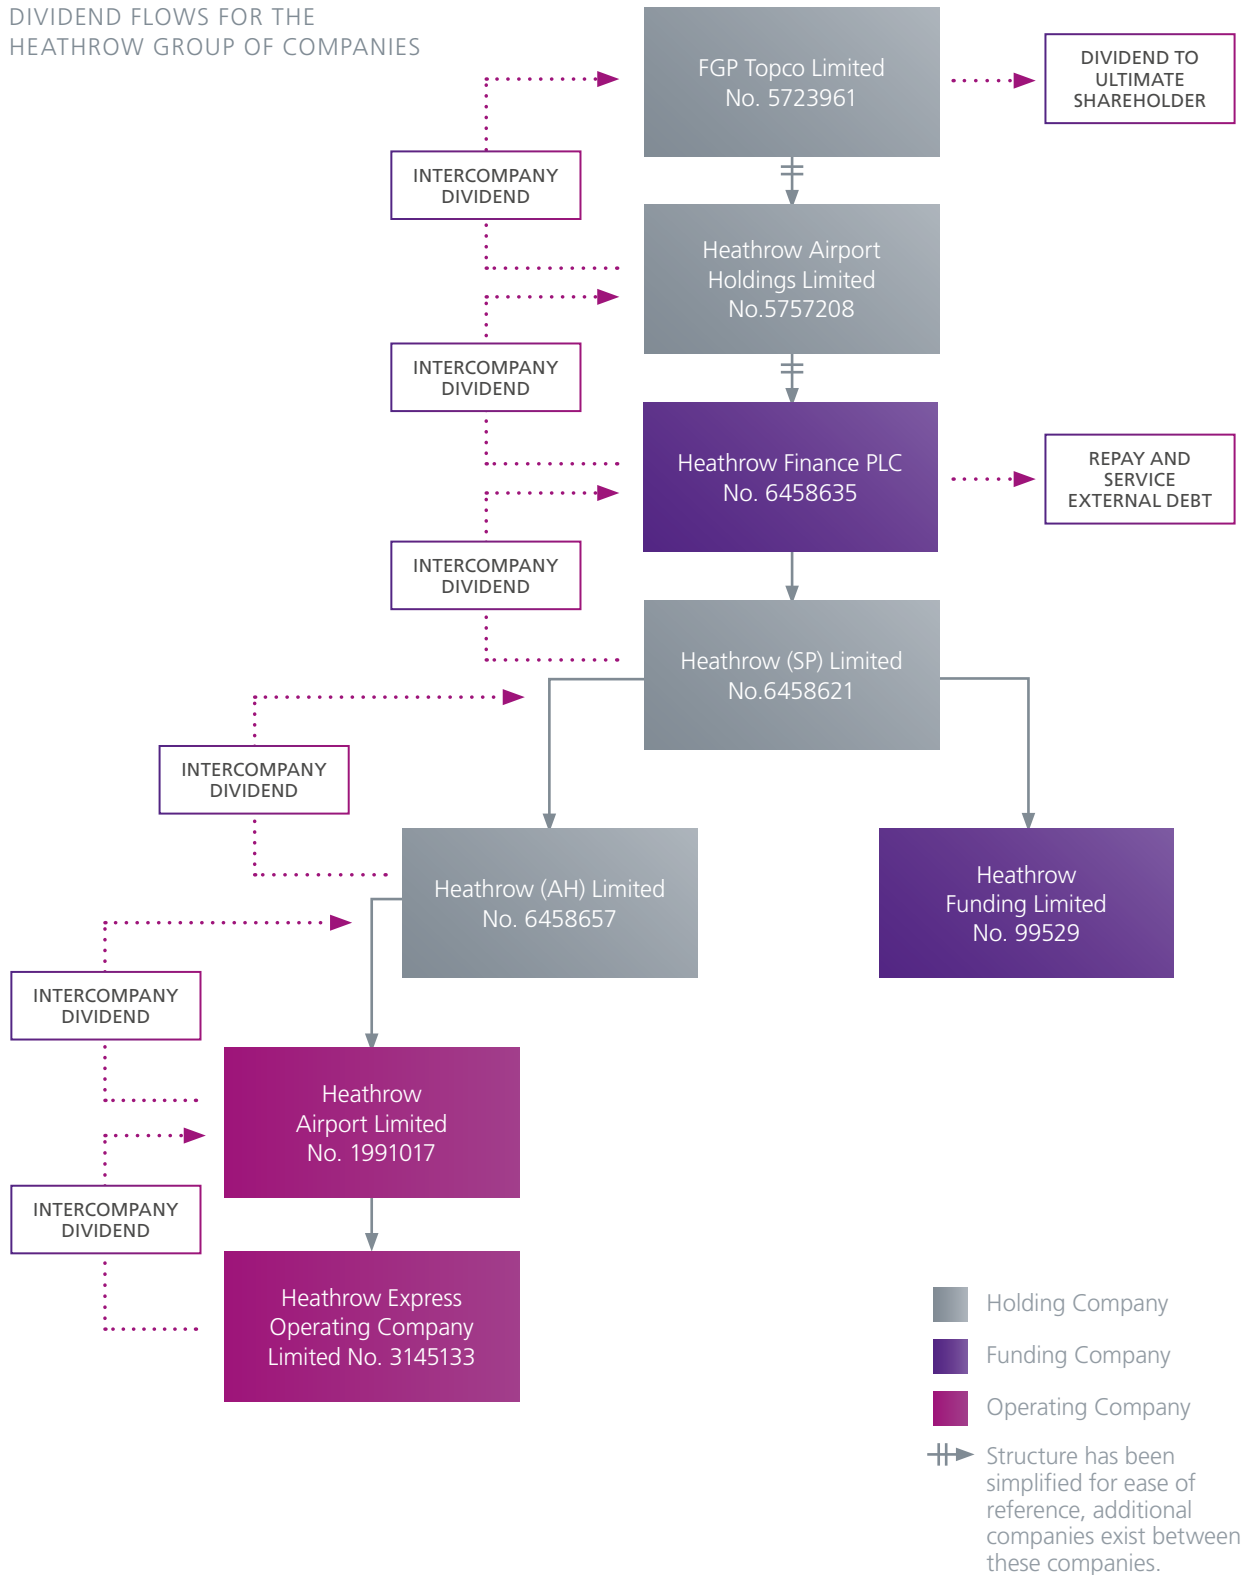 DIVIDEND FLOWS FOR THE
HEATHROW GROUP OF COMPANIES
FGP Topco Limited
No. 5723961
DIVIDEND TO
ULTIMATE
SHAREHOLDER
INTERCOMPANY
DIVIDEND
Heathrow Airport
Holdings Limited
No.5757208
INTERCOMPANY
DIVIDEND
Heathrow Finance PLC
No. 6458635
REPAY AND
SERVICE
EXTERNAL DEBT
INTERCOMPANY
DIVIDEND
Heathrow (SP) Limited
No.6458621
INTERCOMPANY
DIVIDEND
Heathrow (AH) Limited
No. 6458657
Heathrow
Funding Limited
No. 99529
INTERCOMPANY
DIVIDEND
Heathrow
Airport Limited
No. 1991017
INTERCOMPANY
DIVIDEND
Heathrow Express
Operating Company
Limited No. 3145133
Holding Company
Funding Company
Operating Company
Structure has been
simplified for ease of
reference, additional
companies exist between
these companies.